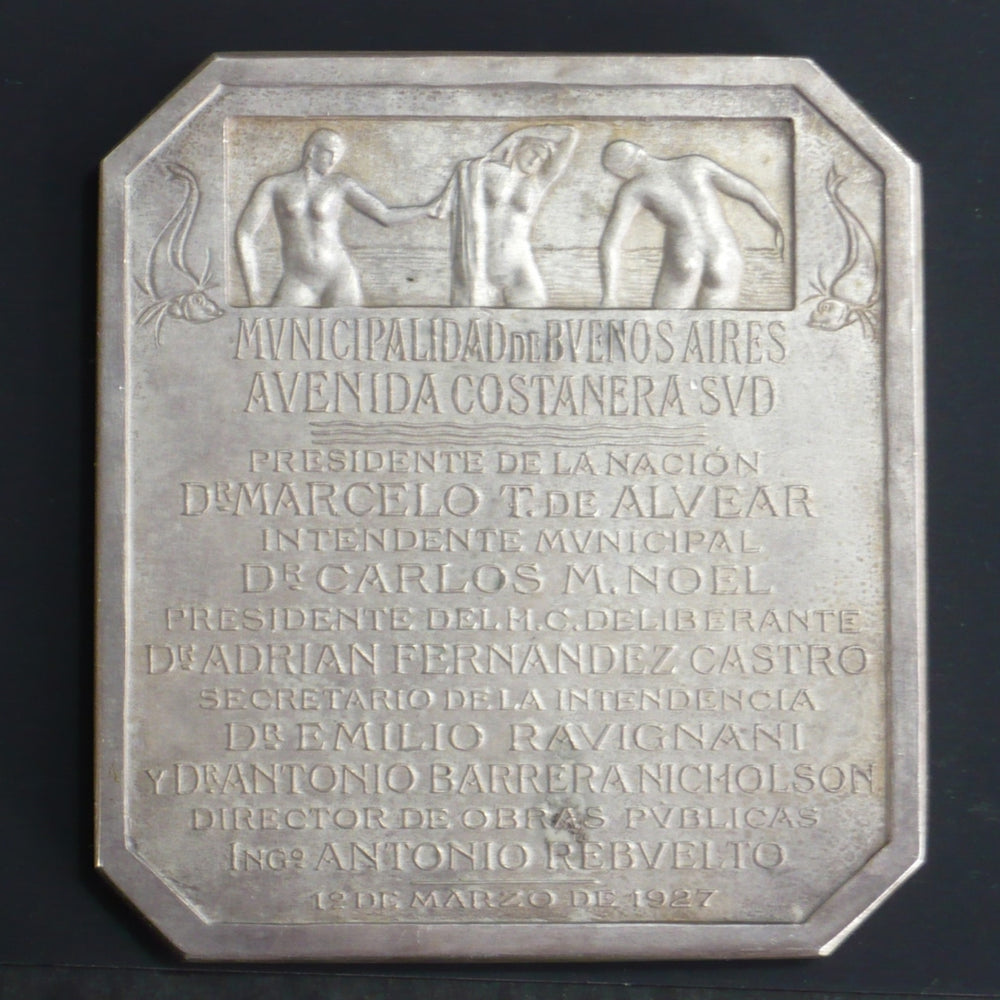 MVNICIPALIDAD DE BVENOS AIRES
AVENIDA COSTANERA SVD
PRESIDENTE DE LA NACIÓN
DR MARCELO T. DE ALVEAR
INTENDENTE MVNICIPAL
DR CARLOS M. NOEL
PRESIDENTE DEL H.C. DELIBERANTE
DR ADRIAN FERNANDEZ CASTRO
SECRETARIO DE LA INTENDENCIA
DR EMILIO RAVIGNANI
Y DR ANTONIO BARRERA NICHOLSON
DIRECTOR DE OBRAS PVBLICAS
INGº ANTONIO REBVELTO
12 DE MARZO DE 1927